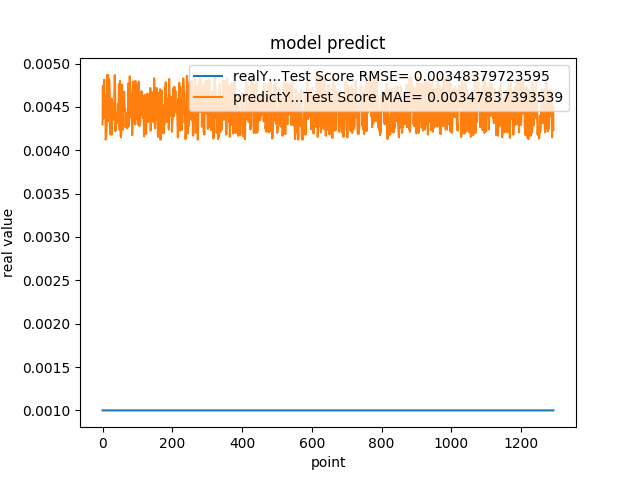 model predict
realY...Test Score RMSE= 0.00348379723595
predictY...Test Score MAE= 0.00347837393539
0.0050
0.0045
0.0040
0.0035
0.0030
0.0025
0.0020
0.0015
0.0010
real value
0 200 400 600 800 1000 1200
point